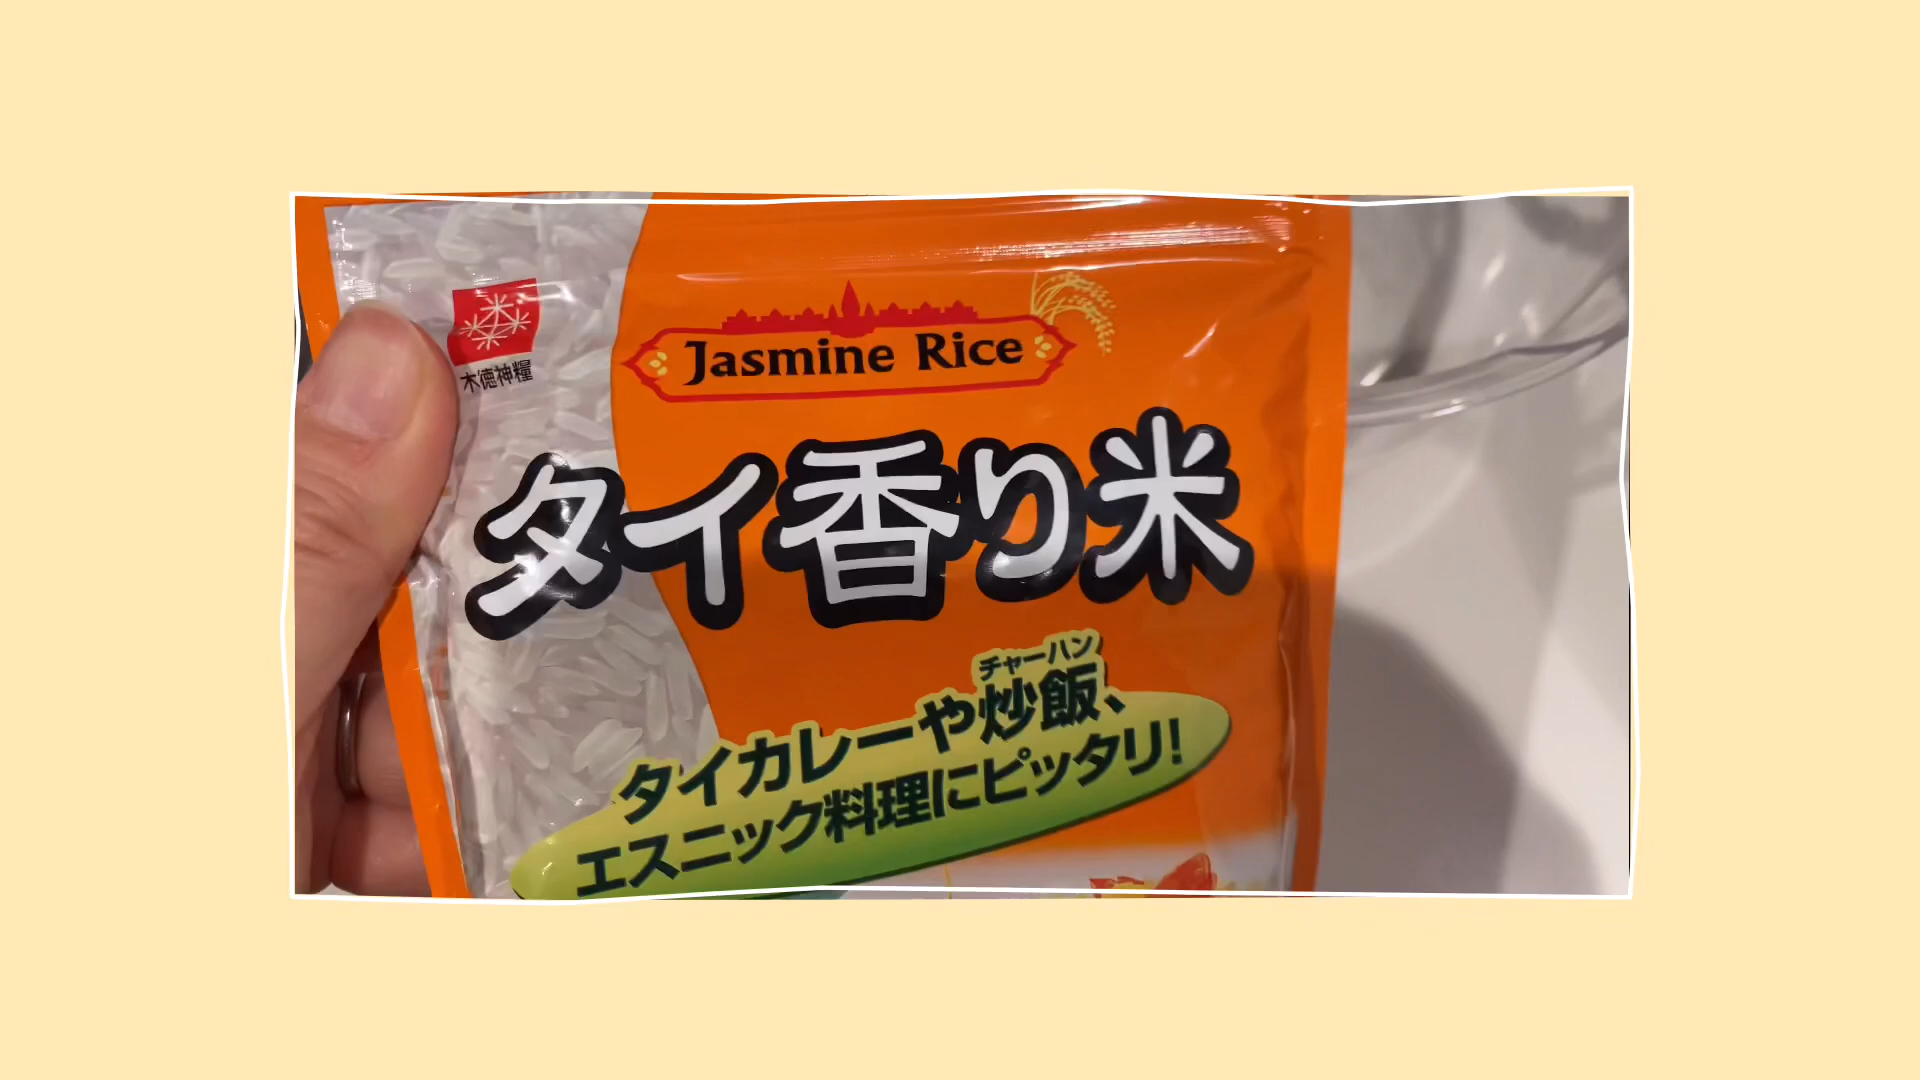 木徳神糧
Jasmine Rice
タイ香り米
チャーハン
タイカレーや炒飯、
エスニック料理にピッタリ!